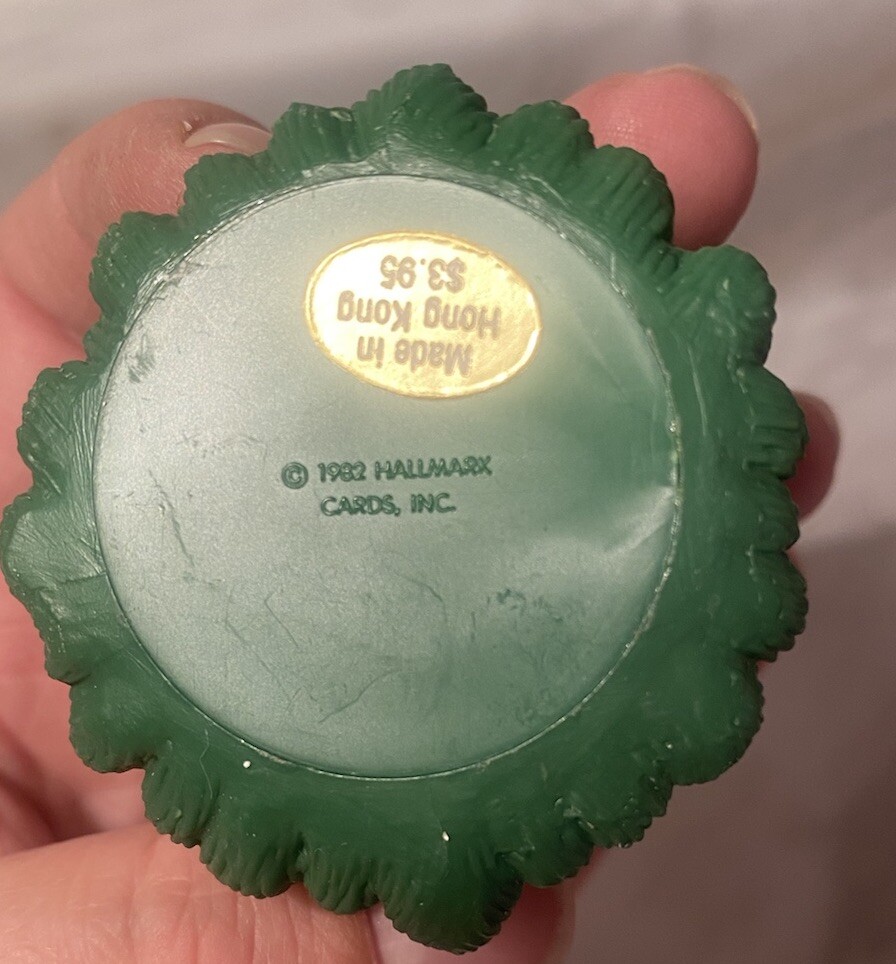 Made in
Hong Kong
$3.95
© 1982 HALLMARK
CARDS, INC.